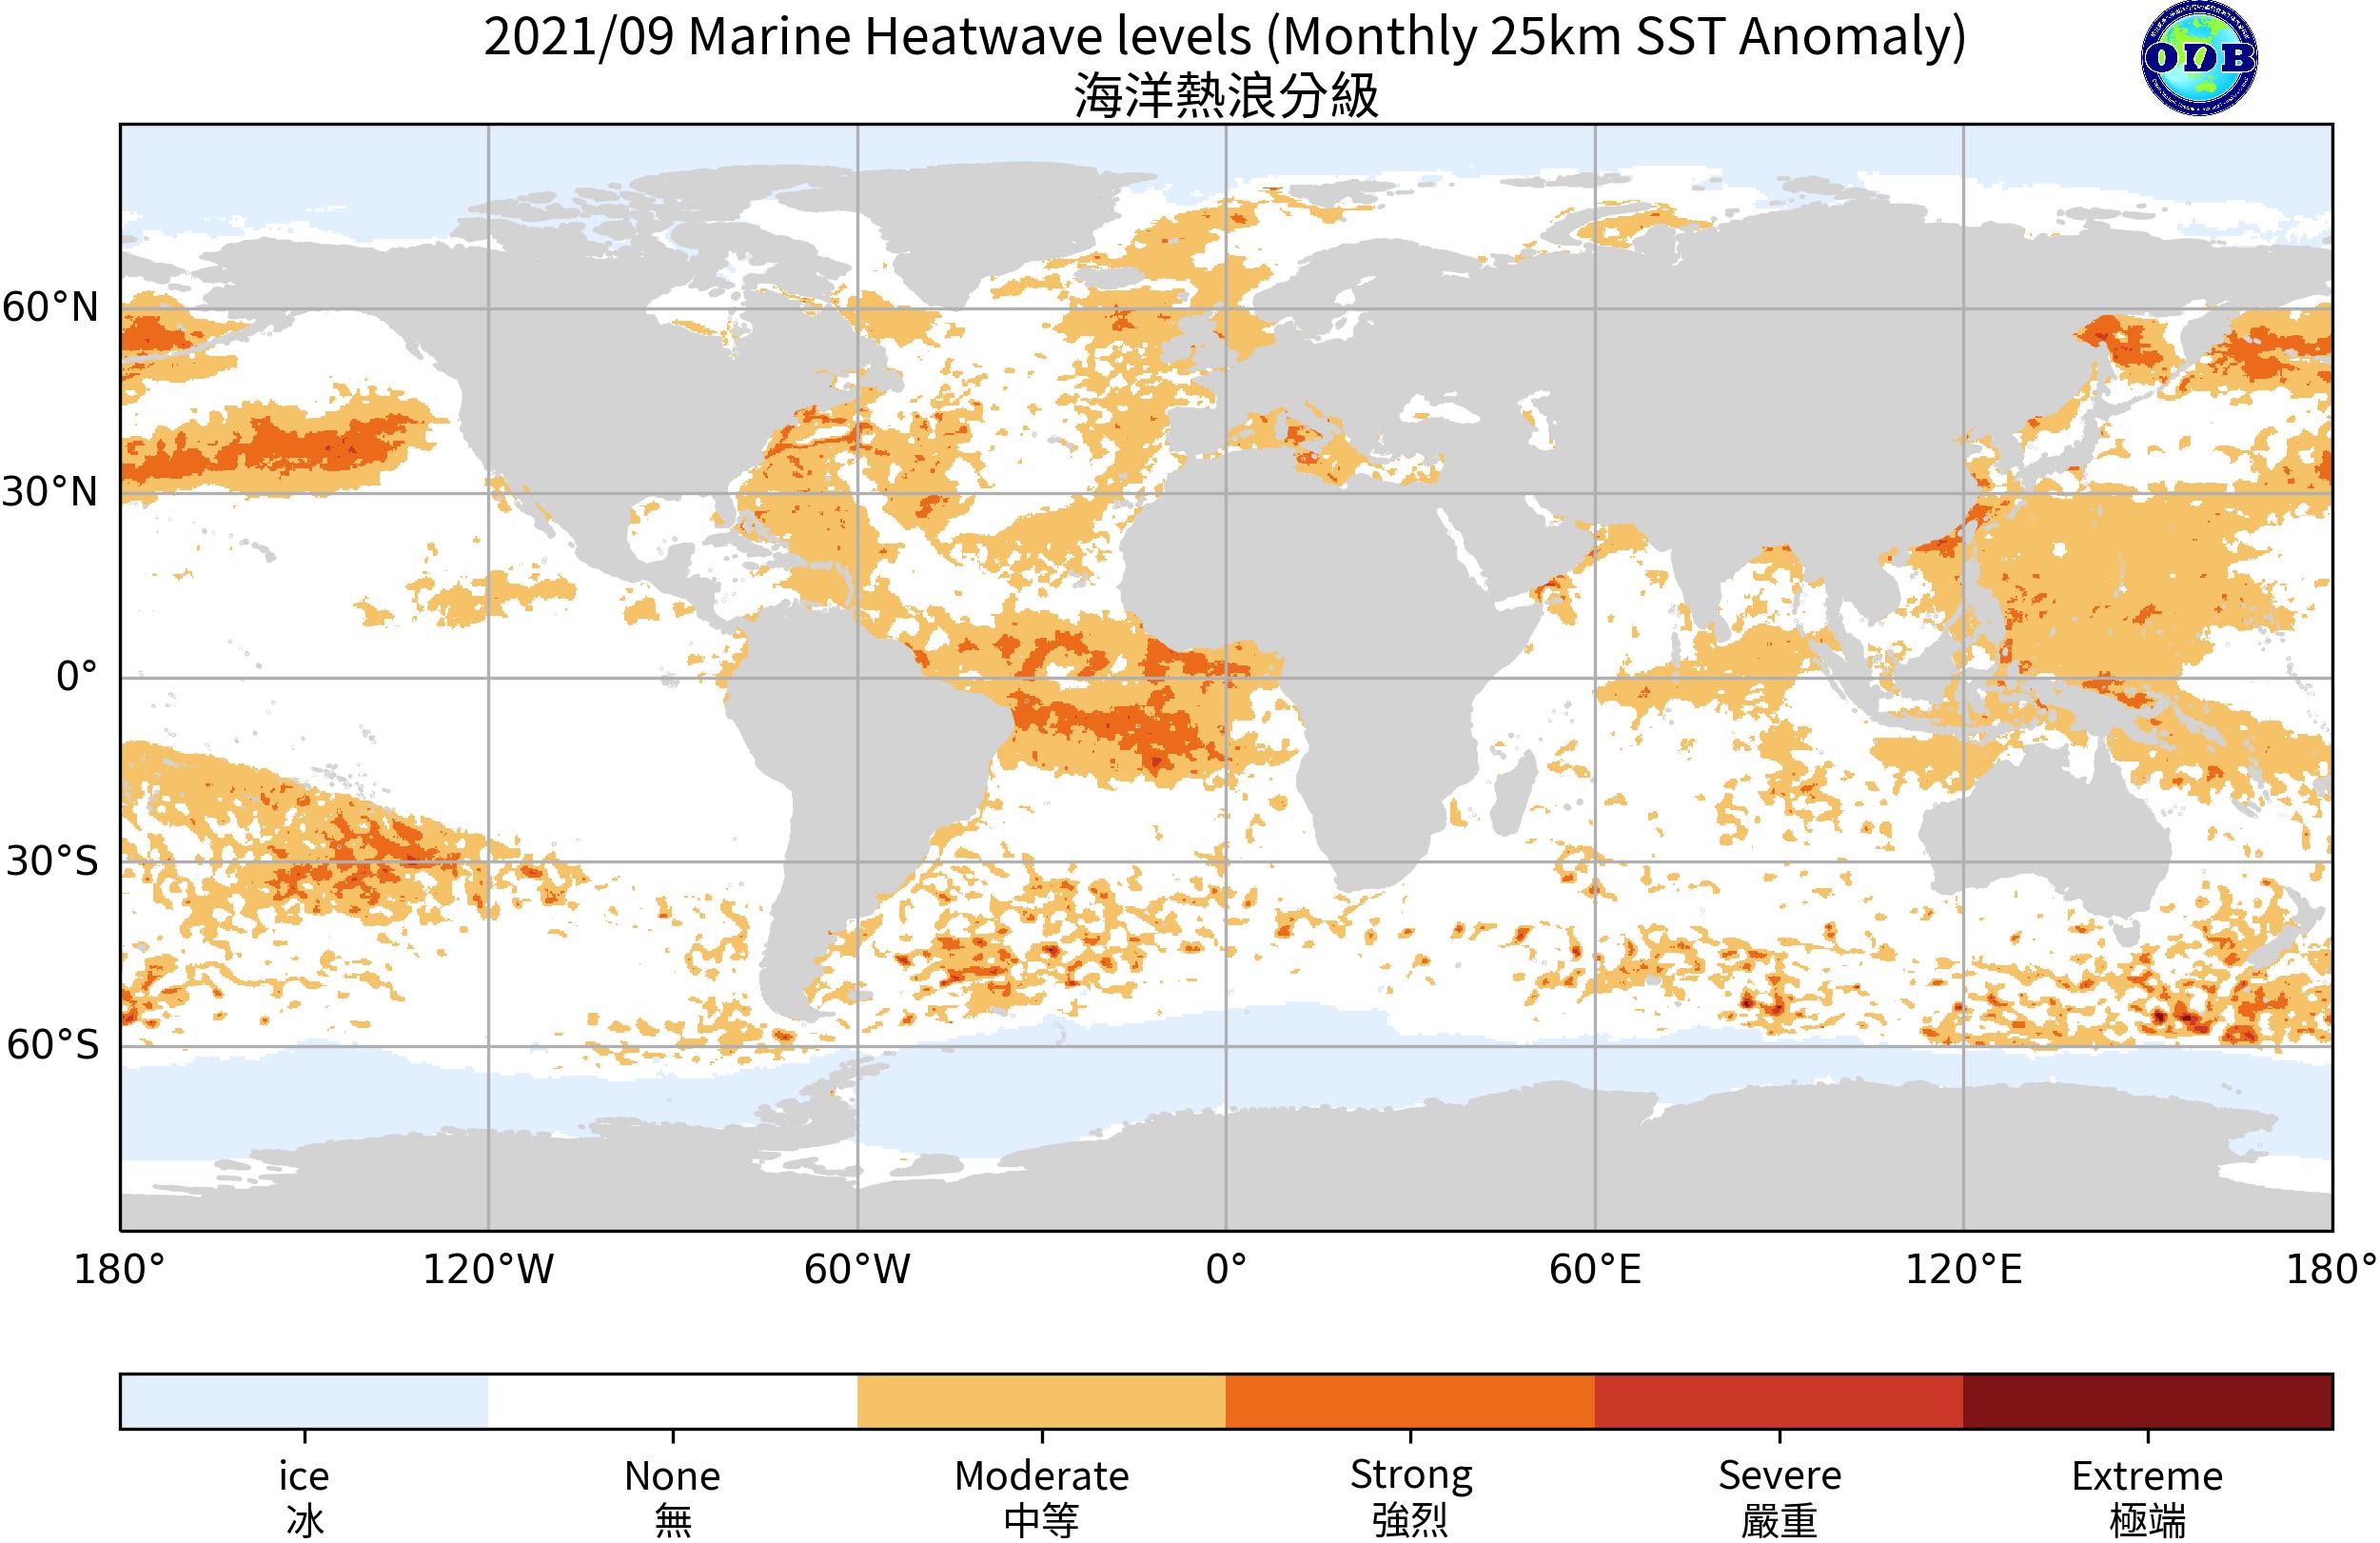 2021/09 Marine Heatwave levels (Monthly 25km SST Anomaly)
海洋熱浪分級
ODB
60°N
30°N
0°
30°S
60°S
180° 120°W 60°W 0° 60°E 120°E 180°
ice None Moderate Strong Severe Extreme
冰 無 中等 強烈 嚴重 極端